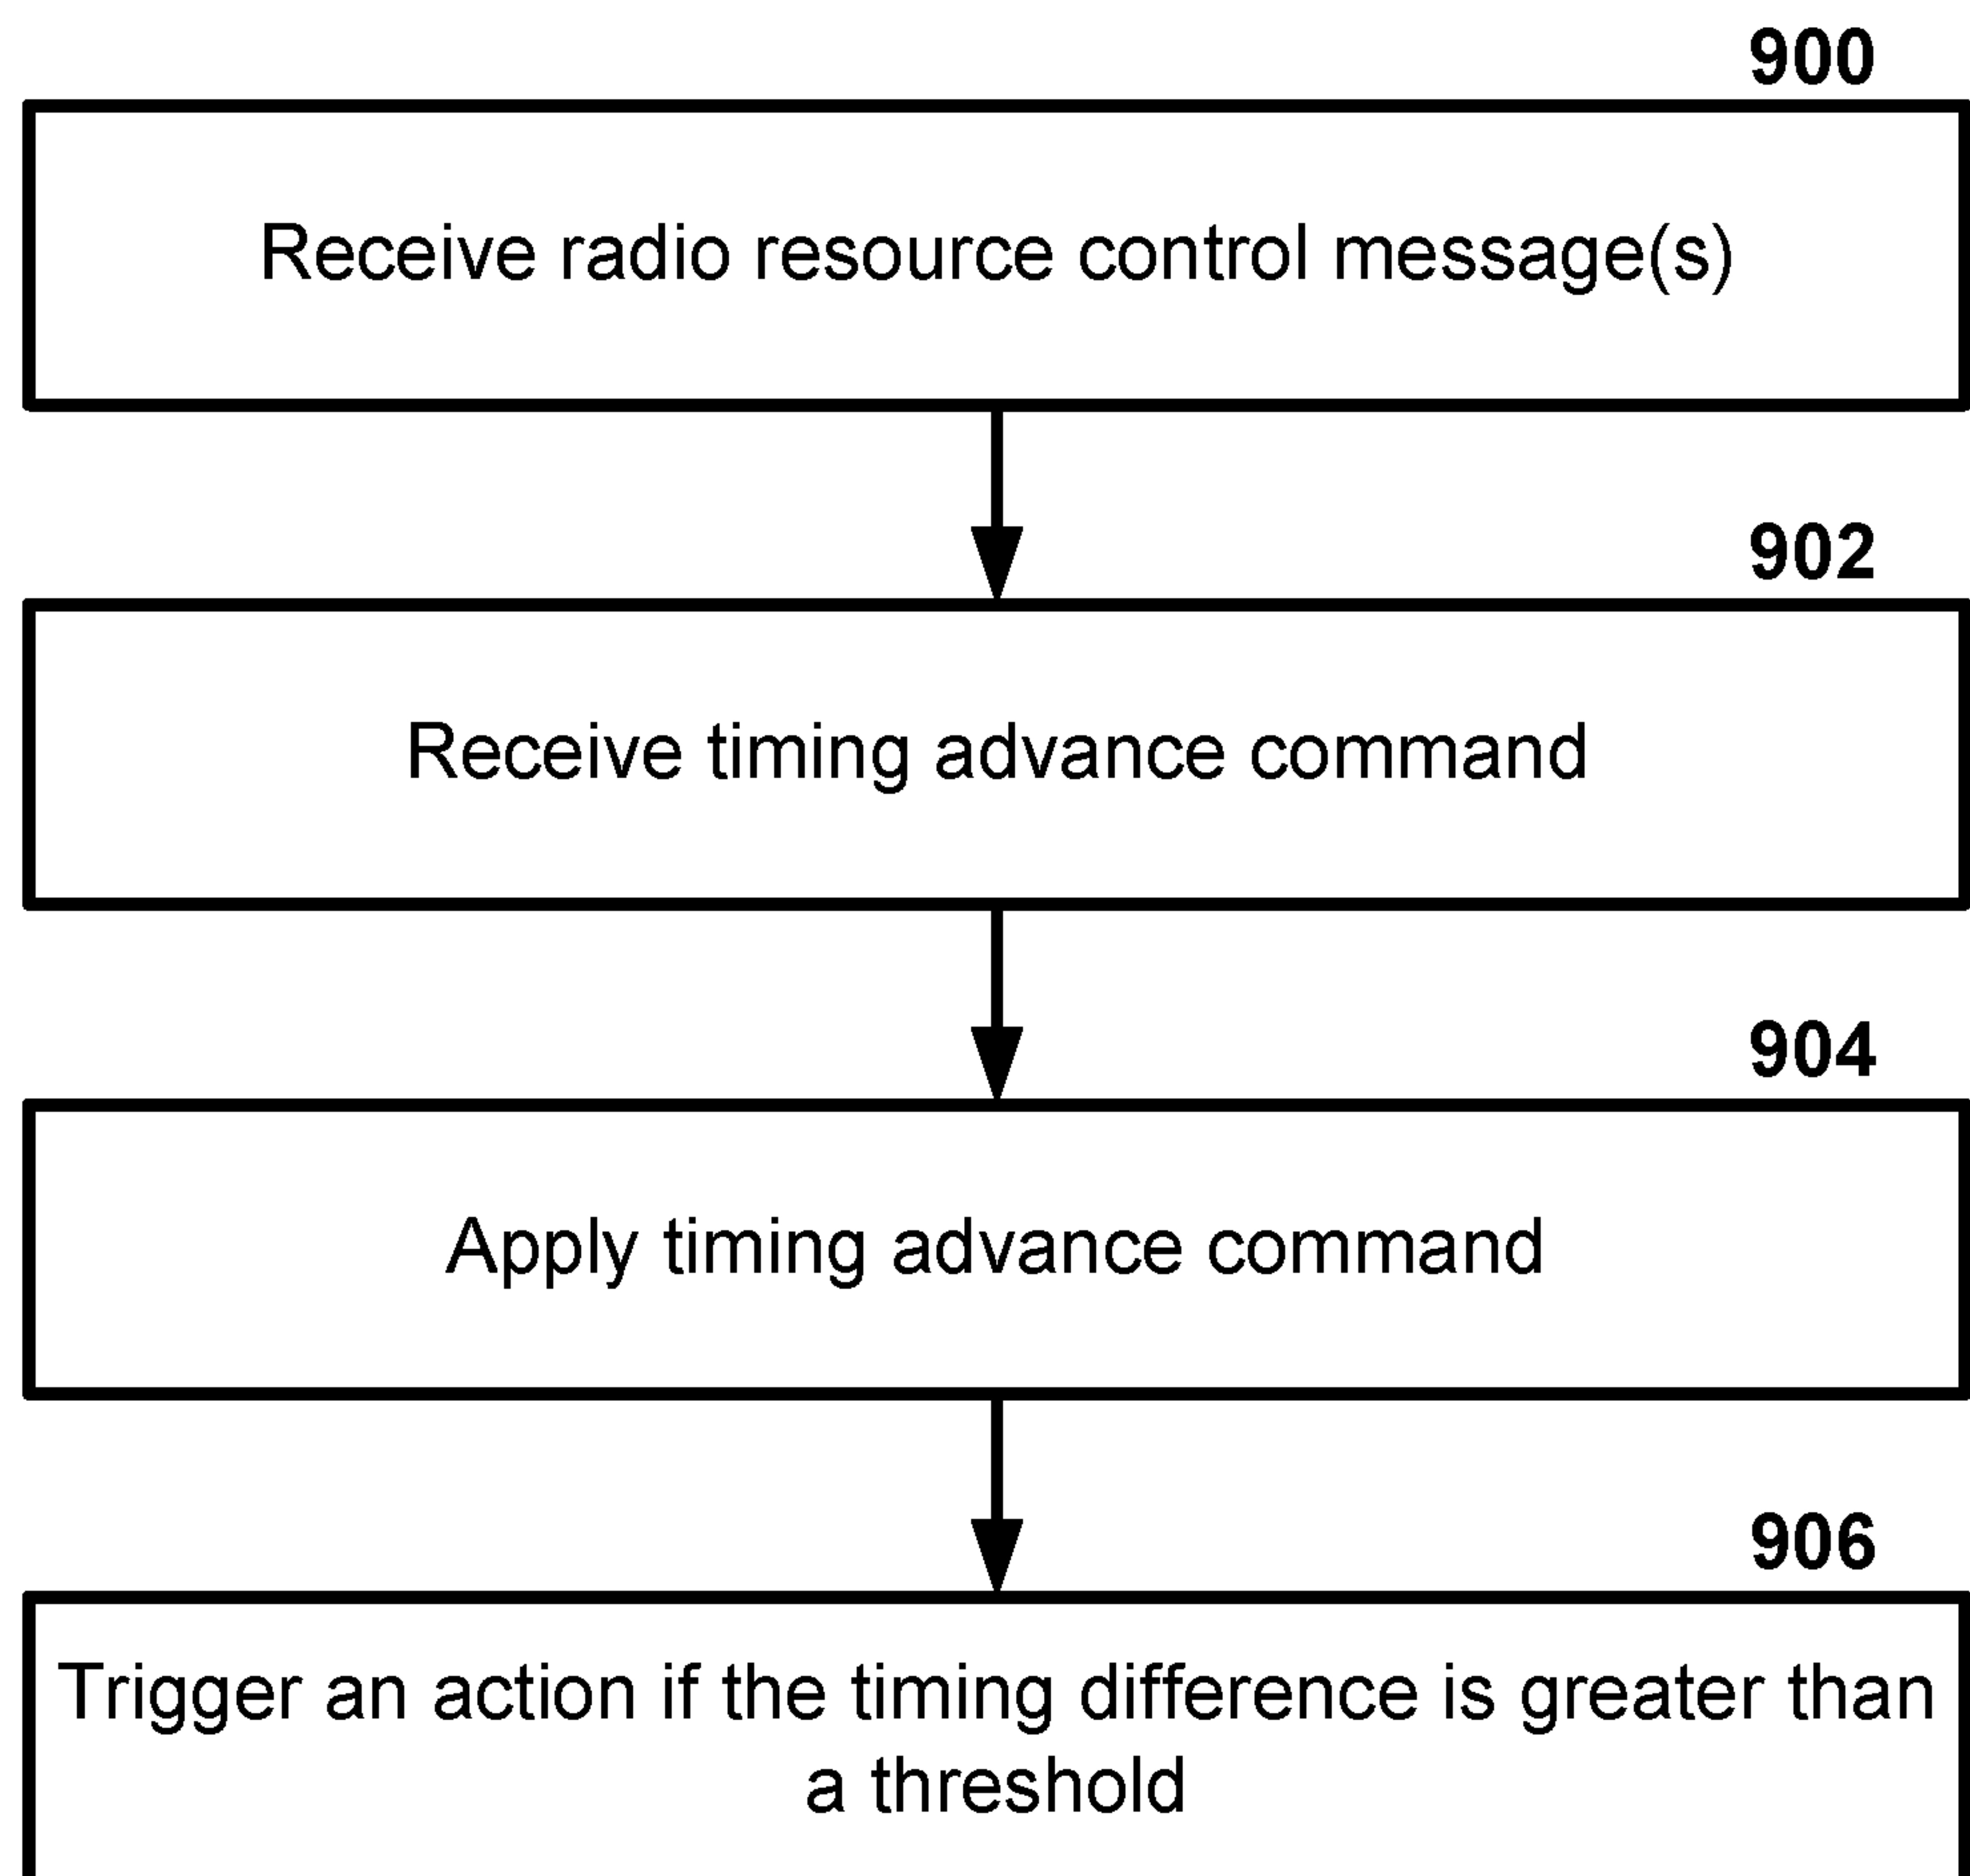 900
Receive radio resource control message(s)
902
Receive timing advance command
904
Apply timing advance command
906
Trigger an action if the timing difference is greater than
a threshold